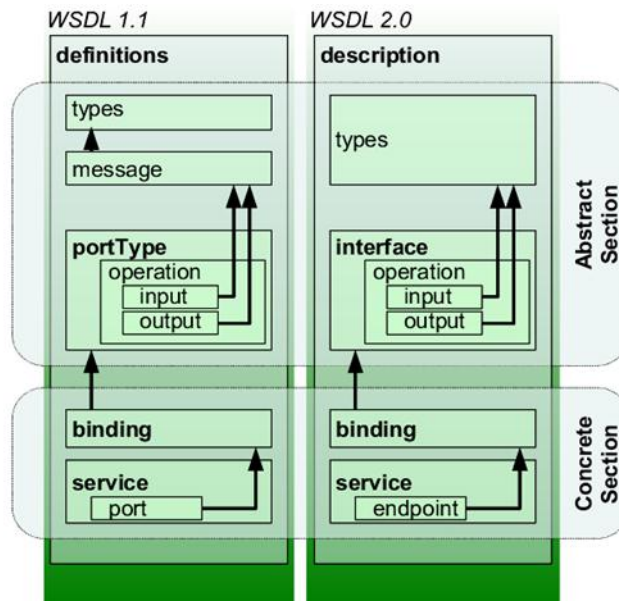 WSDL 1.1
definitions
types
message
portType
operation
input
output
binding
service
port
WSDL 2.0
description
types
interface
operation
input
output
binding
service
endpoint
Abstract
Section
Concrete
Section